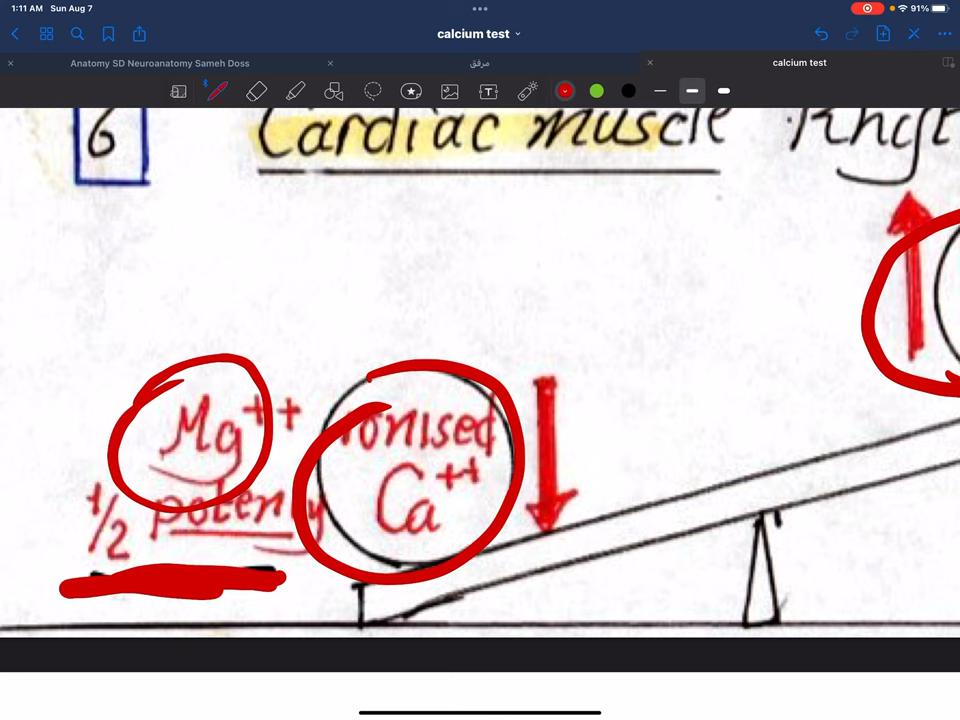 1:11 AM Sun Aug 7
91%
calcium test
Anatomy SD Neuroanatomy Sameh Doss
مرفق
calcium test
T
6 Cardiac muscle
Mg++
ionised
Ca++
1/2 potency